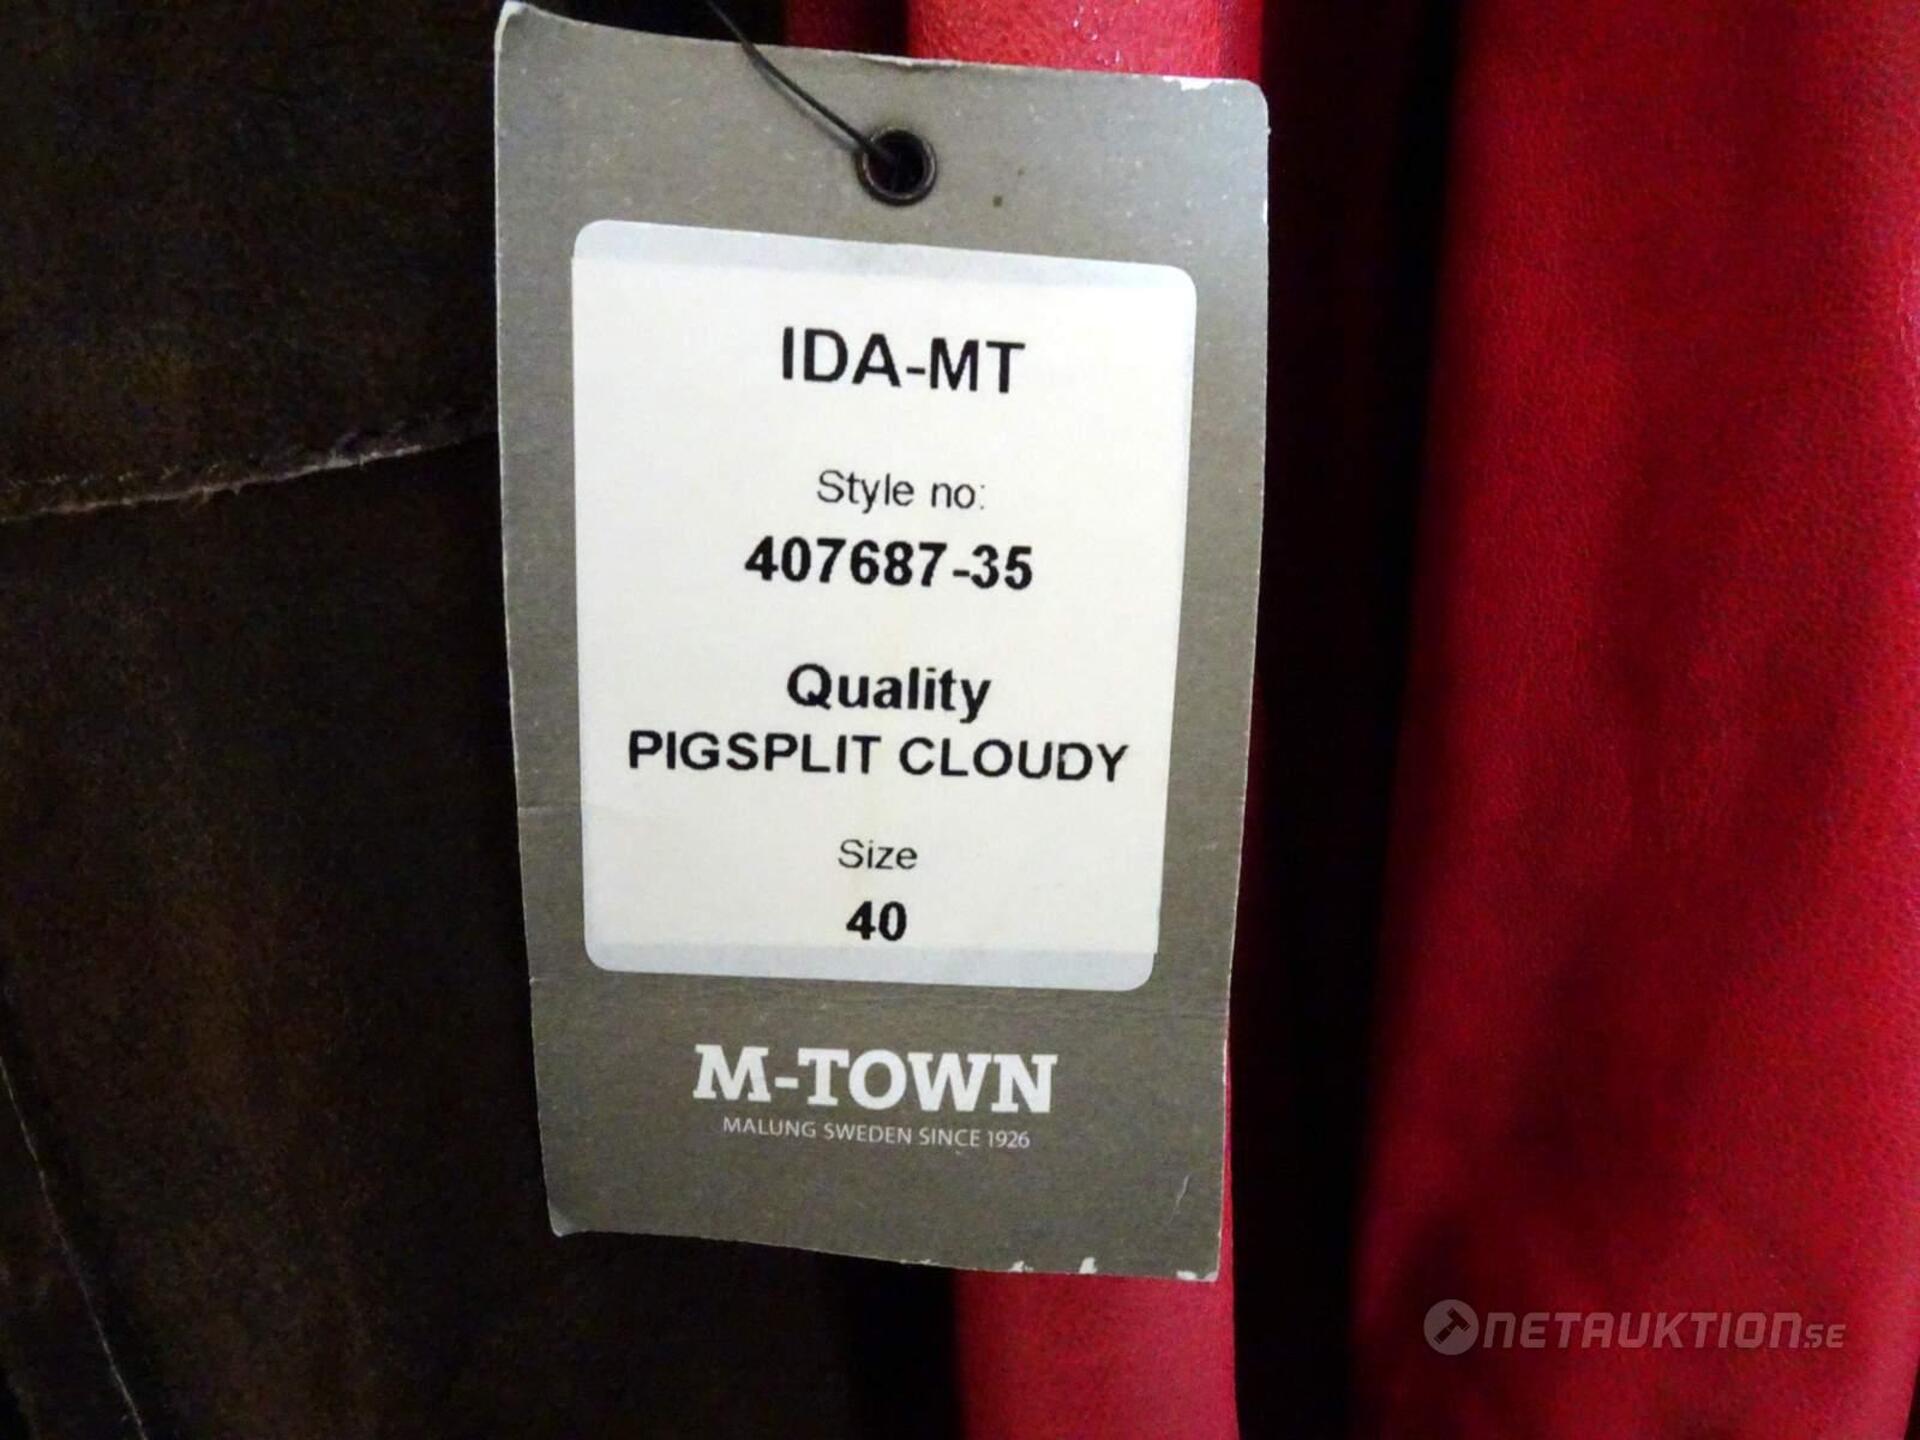 IDA-MT
Style no:
407687-35
Quality
PIGSPLIT CLOUDY
Size
40
M-TOWN
MALUNG SWEDEN SINCE 1926
NETAUKTION.SE